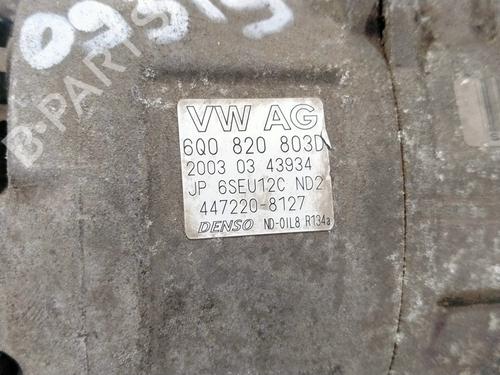 B-PARTS
VW AG
6Q0 820 803D
2003 03 43934
JP 6SEU12C ND2
447220-8127
DENSO ND-OIL8 R134a